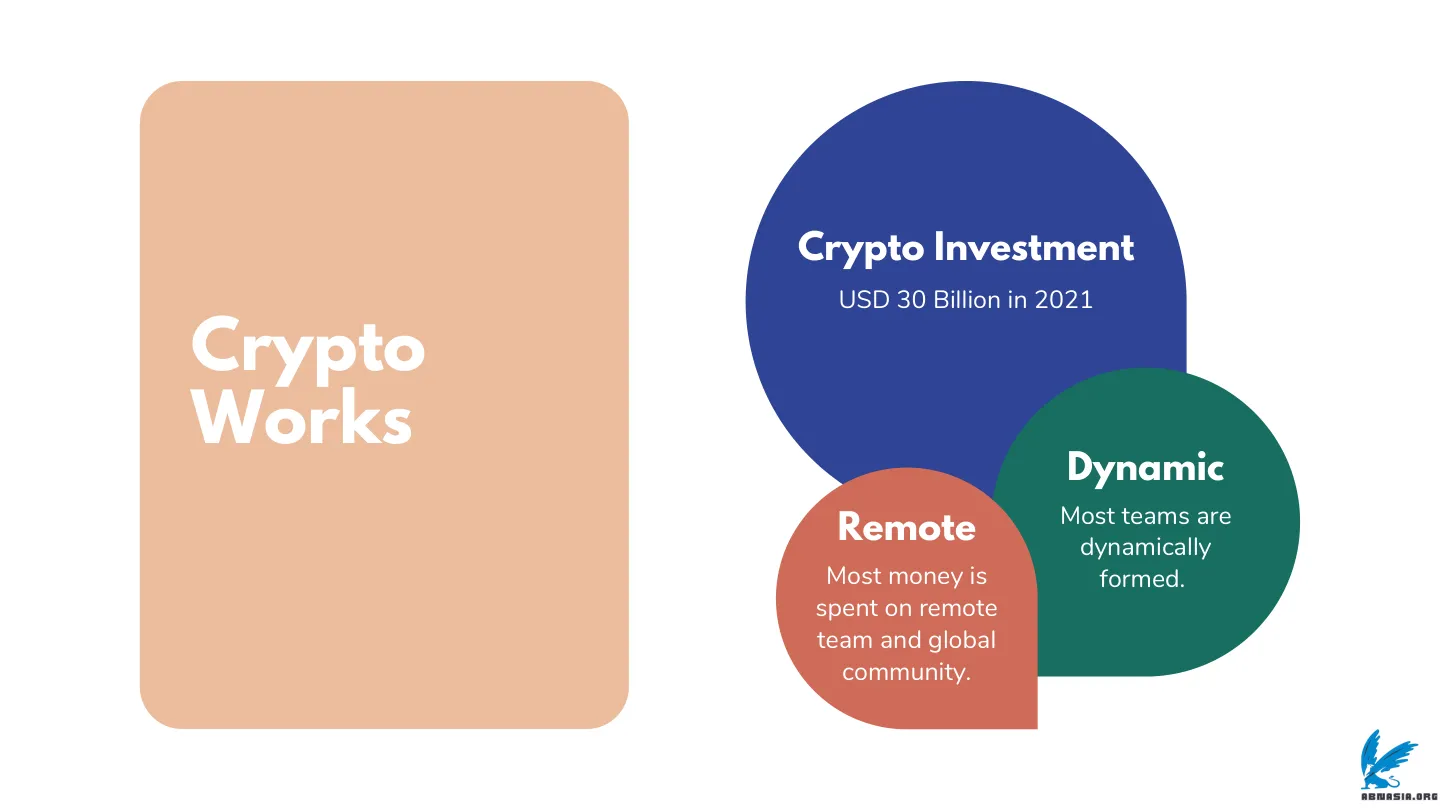 Crypto
Works
Crypto Investment
USD 30 Billion in 2021
Dynamic
Most teams are
dynamically
formed.
Remote
Most money is
spent on remote
team and global
community.
ABNASIA.ORG